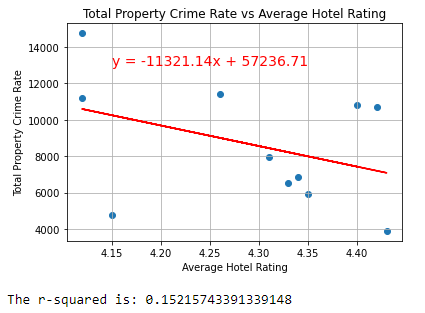 Total Property Crime Rate vs Average Hotel Rating
y = -11321.14x + 57236.71
Total Property Crime Rate
14000
12000
10000
8000
6000
4000
4.15
4.20
4.25
4.30
4.35
4.40
Average Hotel Rating
The r-squared is: 0.15215743391339148